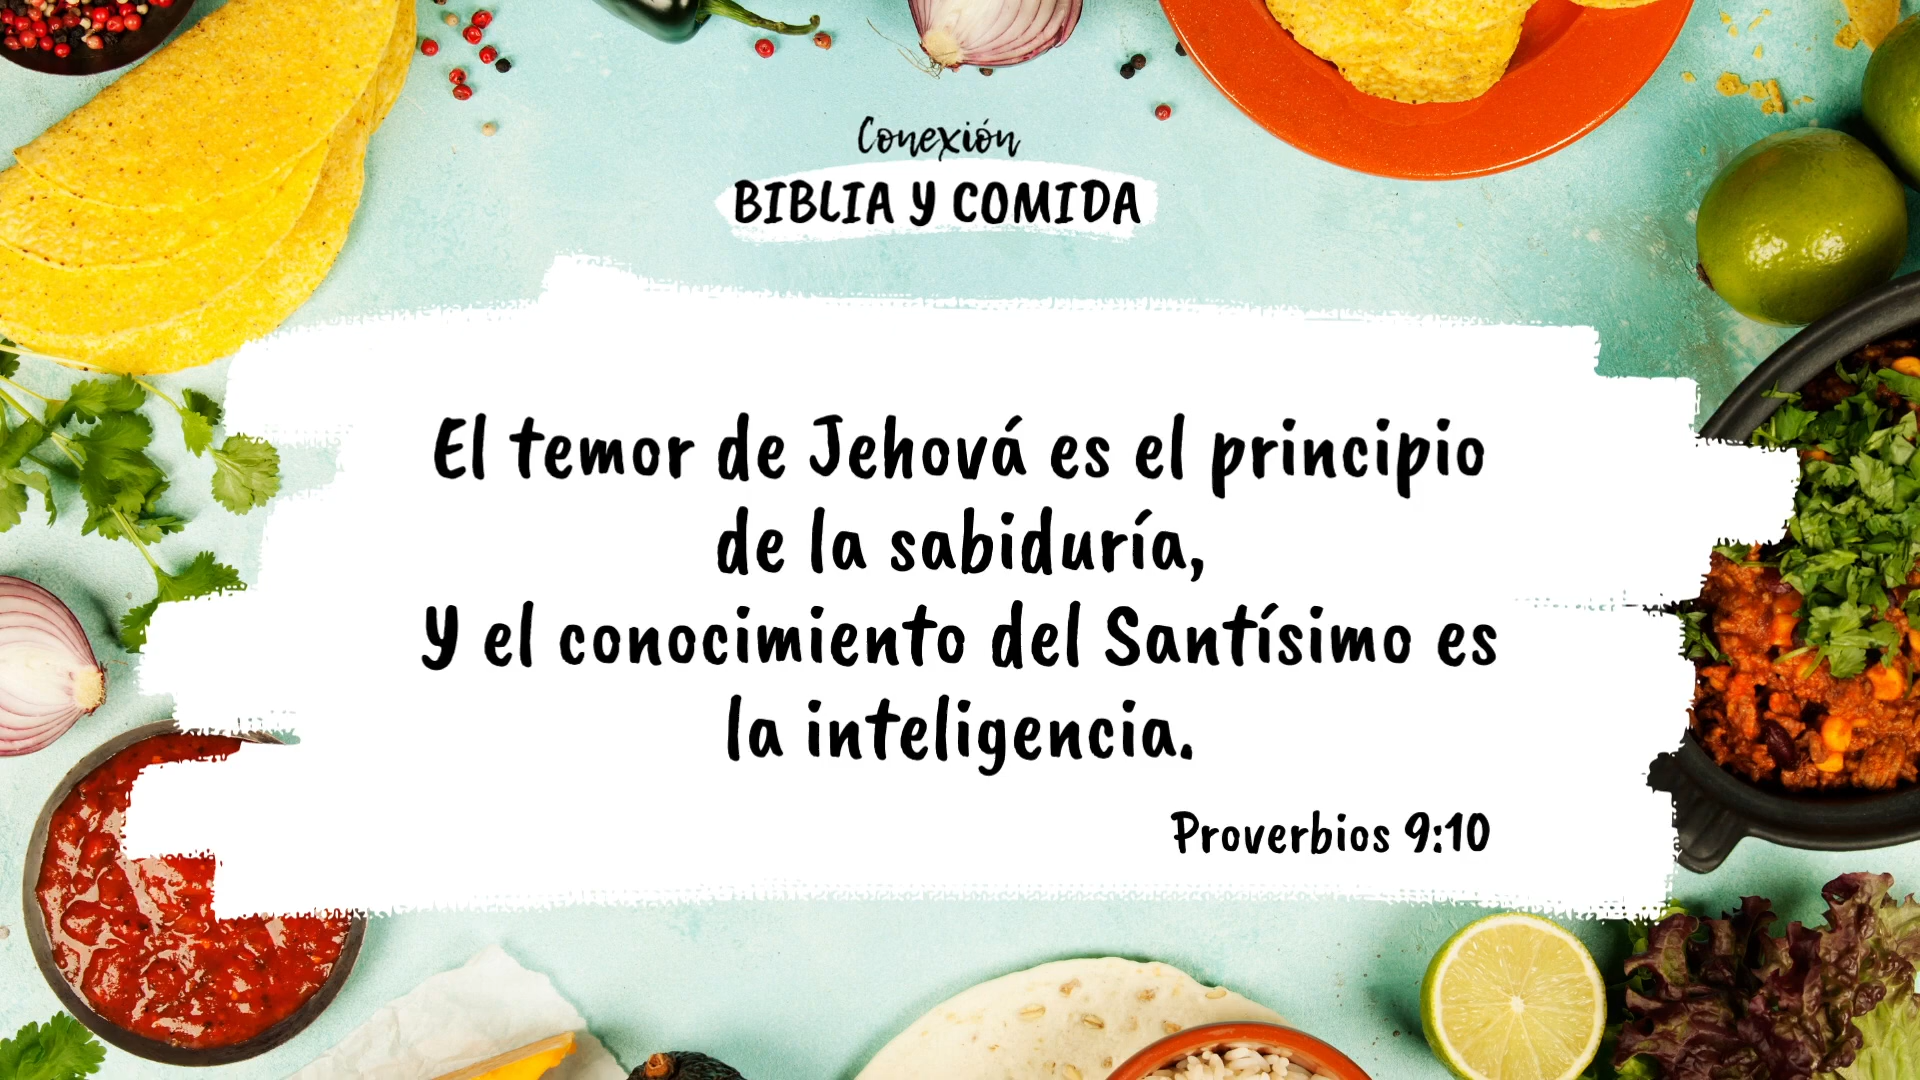 Conexión
BIBLIA Y COMIDA
El temor de Jehová es el principio
de la sabiduría,
Y el conocimiento del Santísimo es
la inteligencia.
Proverbios 9:10